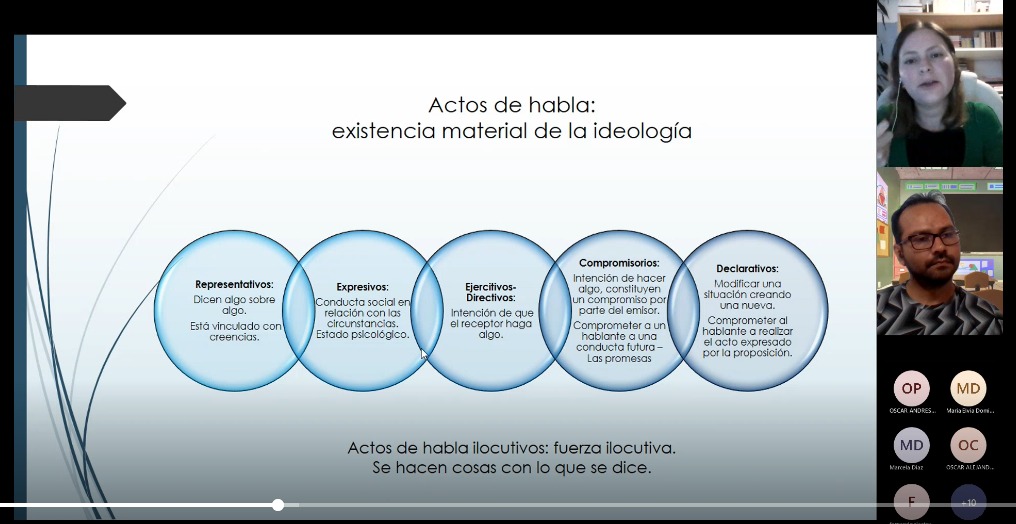 Actos de habla:
existencia material de la ideología
Representativos:
Dicen algo sobre
algo.
Está vinculado con
creencias.
Expresivos:
Conducta social en
relación con las
circunstancias.
Estado psicológico.
Ejercitivos-
Directivos:
Intención de que
el receptor haga
algo.
Compromisorios:
Intención de hacer
algo, constituyen
un compromiso por
parte del emisor.
Comprometer a un
hablante a una
conducta futura –
Las promesas
Declarativos:
Modificar una
situación creando
una nueva.
Comprometer al
hablante a realizar
el acto expresado
por la proposición.
Actos de habla ilocutivos: fuerza ilocutiva.
Se hacen cosas con lo que se dice.
OP
MD
OSCAR ANDRES...
Maria Elvia Domi...
MD
OC
Marcela Diaz
OSCAR ALEJAND...
F
+10